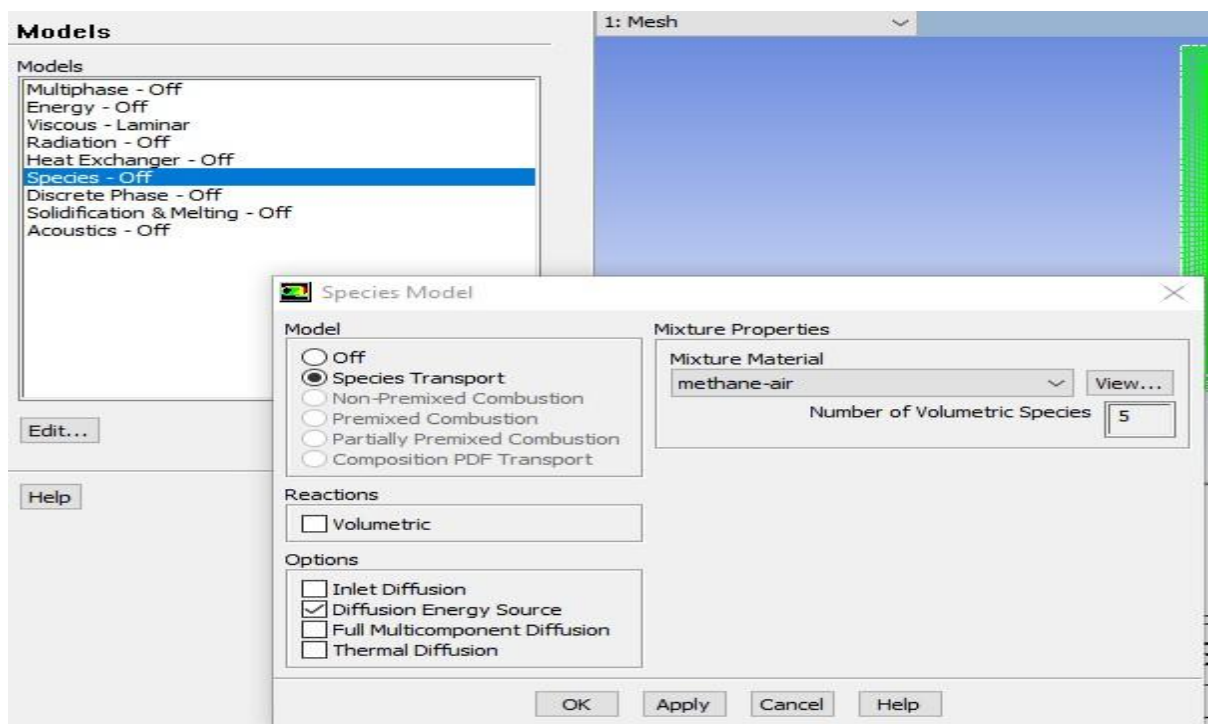 Models
Models
Multiphase - Off
Energy - Off
Viscous - Laminar
Radiation - Off
Heat Exchanger - Off
Species - Off
Discrete Phase - Off
Solidification & Melting - Off
Acoustics - Off
Edit...
Help
1: Mesh
Species Model
Model
Off
Species Transport
Non-Premixed Combustion
Premixed Combustion
Partially Premixed Combustion
Composition PDF Transport
Reactions
Volumetric
Options
Inlet Diffusion
Diffusion Energy Source
Full Multicomponent Diffusion
Thermal Diffusion
Mixture Properties
Mixture Material
methane-air View...
Number of Volumetric Species 5
OK Apply Cancel Help